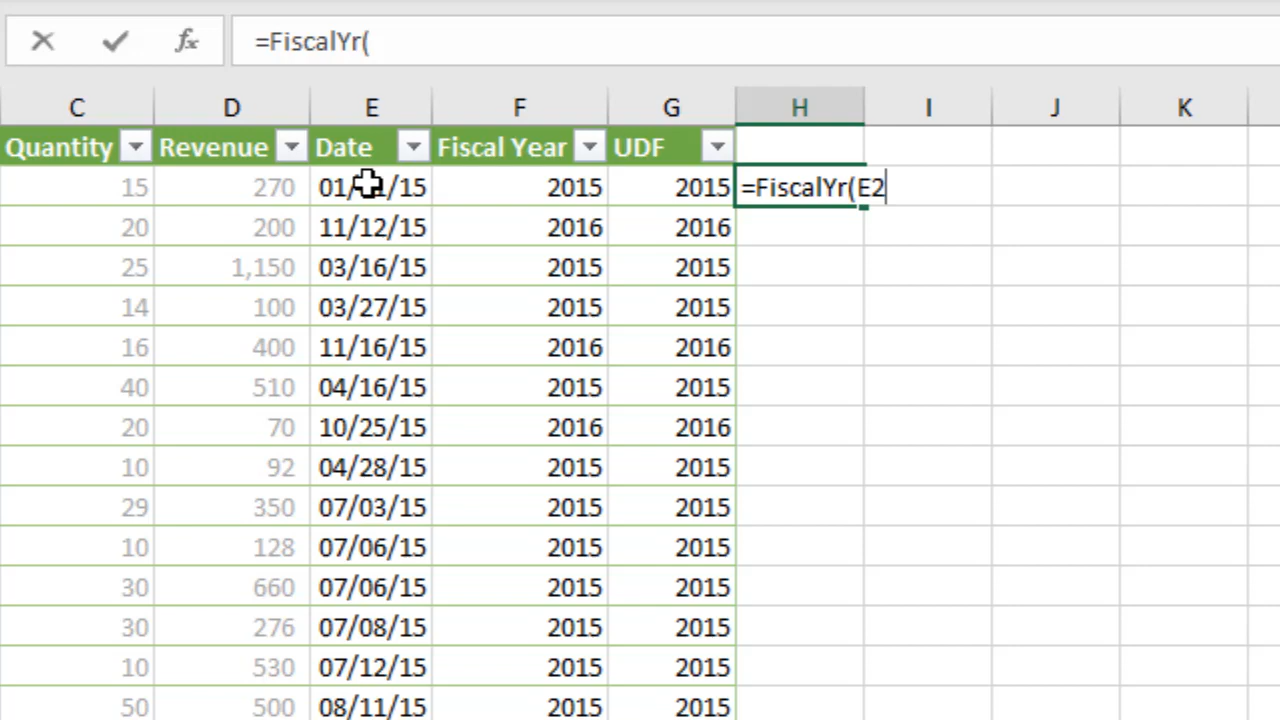 fx =FiscalYr(
C D E F G H I J K
Quantity Revenue Date Fiscal Year UDF
15 270 2015 2015 =FiscalYr(E2
20 200 11/12/15 2016 2016
25 1,150 03/16/15 2015 2015
14 100 03/27/15 2015 2015
16 400 11/16/15 2016 2016
40 510 04/16/15 2015 2015
20 70 10/25/15 2016 2016
10 92 04/28/15 2015 2015
29 350 07/03/15 2015 2015
10 128 07/06/15 2015 2015
30 660 07/06/15 2015 2015
30 276 07/08/15 2015 2015
10 530 07/12/15 2015 2015
50 500 08/11/15 2015 2015